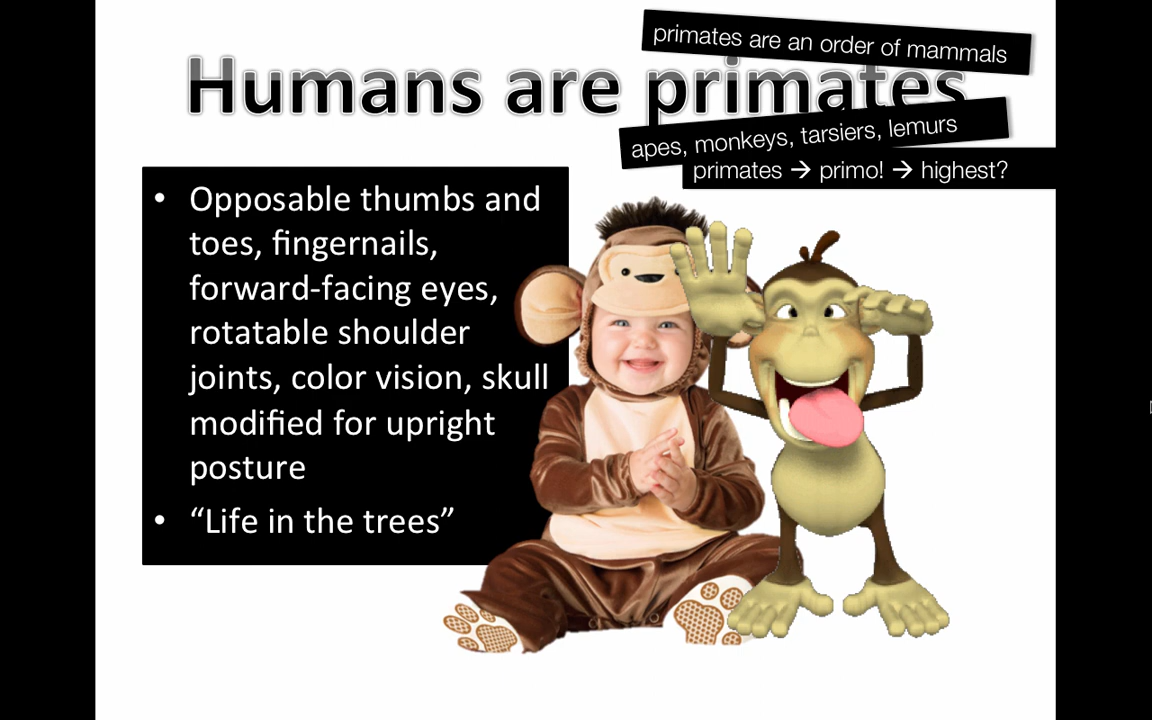 primates are an order of mammals
Humans are primates
apes, monkeys, tarsiers, lemurs
primates → primo! → highest?
• Opposable thumbs and
toes, fingernails,
forward-facing eyes,
rotatable shoulder
joints, color vision, skull
modified for upright
posture
• “Life in the trees”